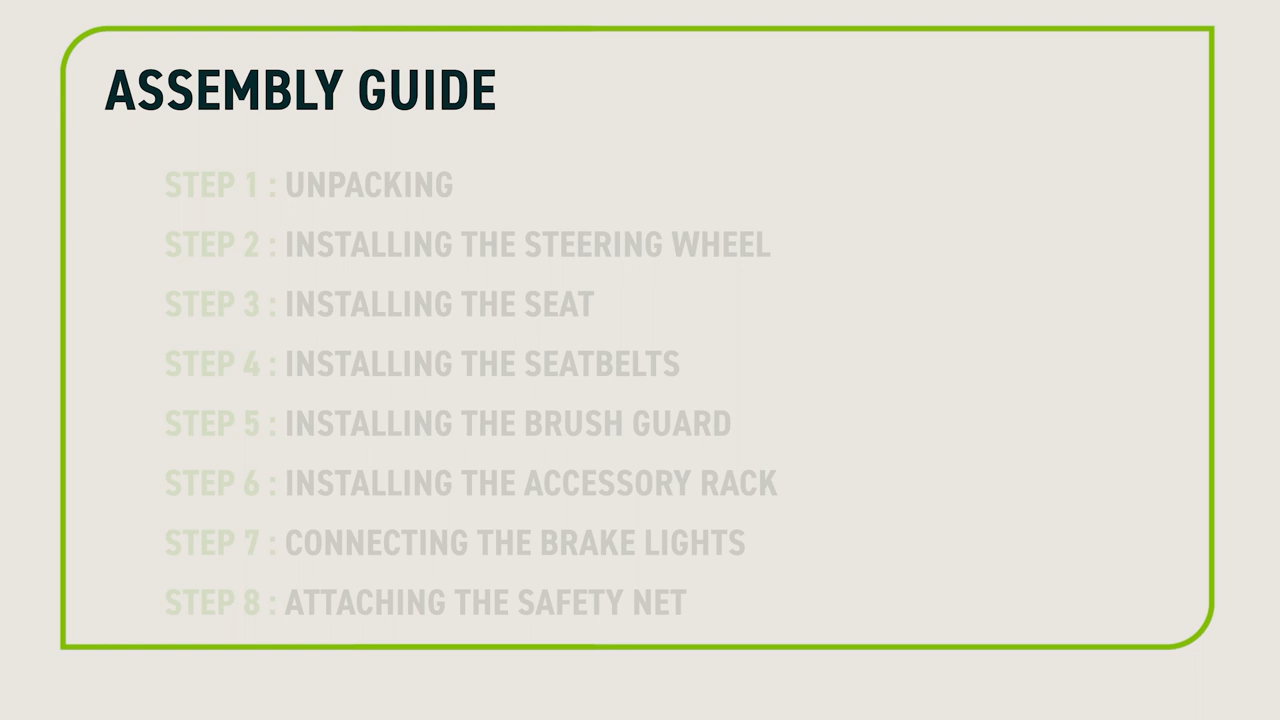 ASSEMBLY GUIDE
STEP 1 : UNPACKING
STEP 2 : INSTALLING THE STEERING WHEEL
STEP 3 : INSTALLING THE SEAT
STEP 4 : INSTALLING THE SEATBELTS
STEP 5 : INSTALLING THE BRUSH GUARD
STEP 6 : INSTALLING THE ACCESSORY RACK
STEP 7 : CONNECTING THE BRAKE LIGHTS
STEP 8 : ATTACHING THE SAFETY NET